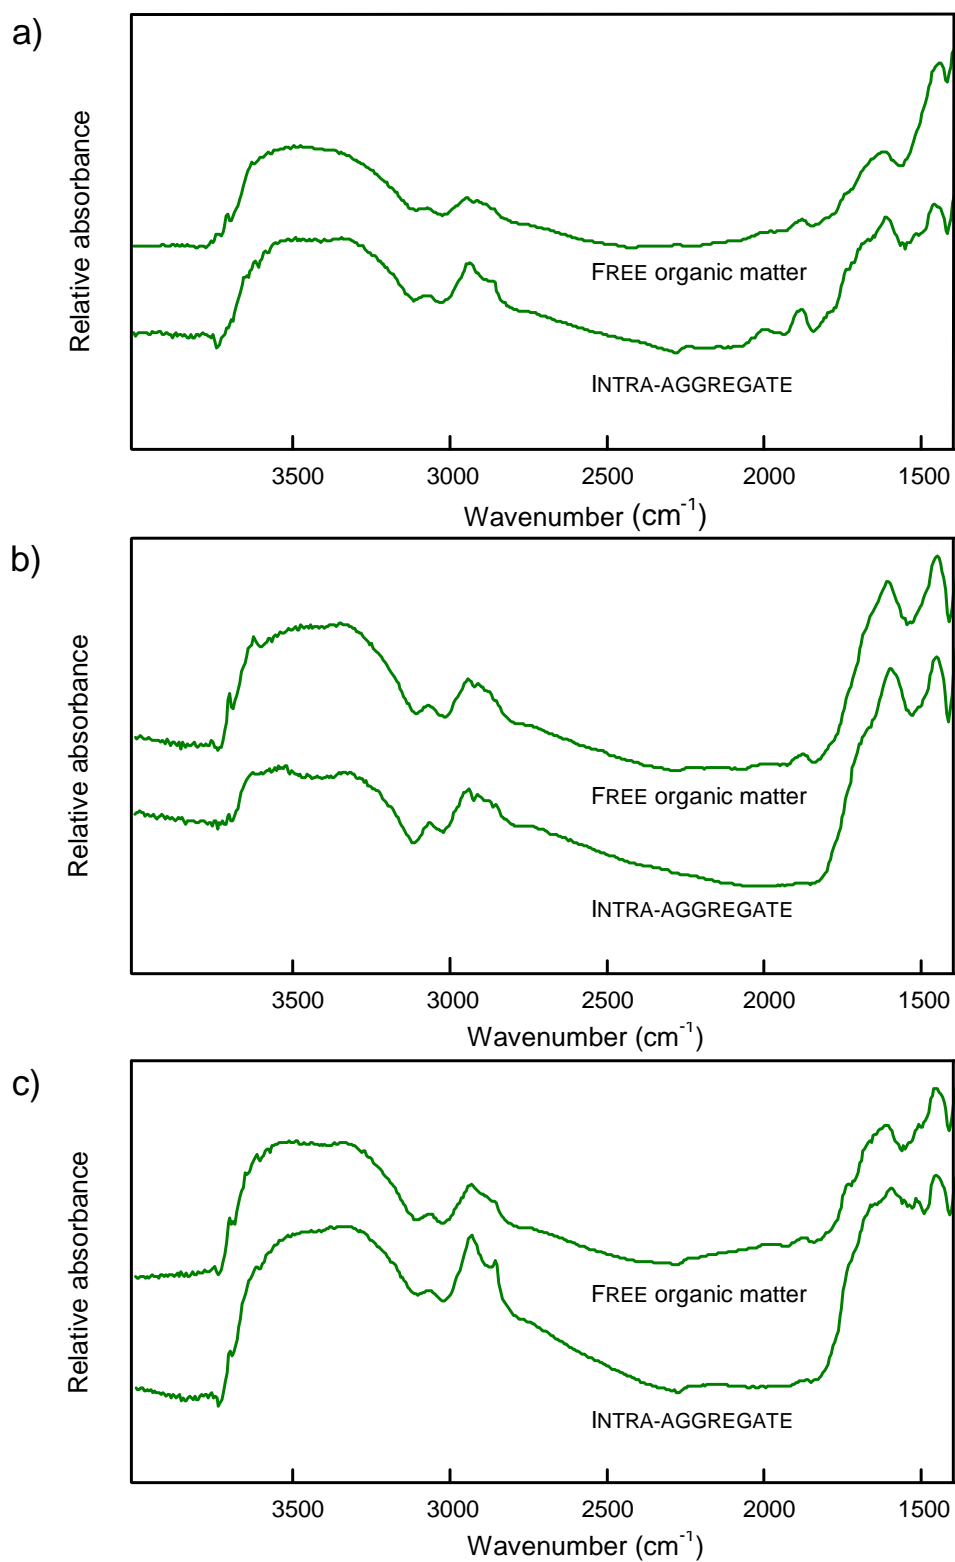 a)
Relative absorbance
FREE organic matter
INTRA-AGGREGATE
3500 3000 2500 2000 1500
Wavenumber (cm-1)
b)
Relative absorbance
FREE organic matter
INTRA-AGGREGATE
3500 3000 2500 2000 1500
Wavenumber (cm-1)
c)
Relative absorbance
FREE organic matter
INTRA-AGGREGATE
3500 3000 2500 2000 1500
Wavenumber (cm-1)